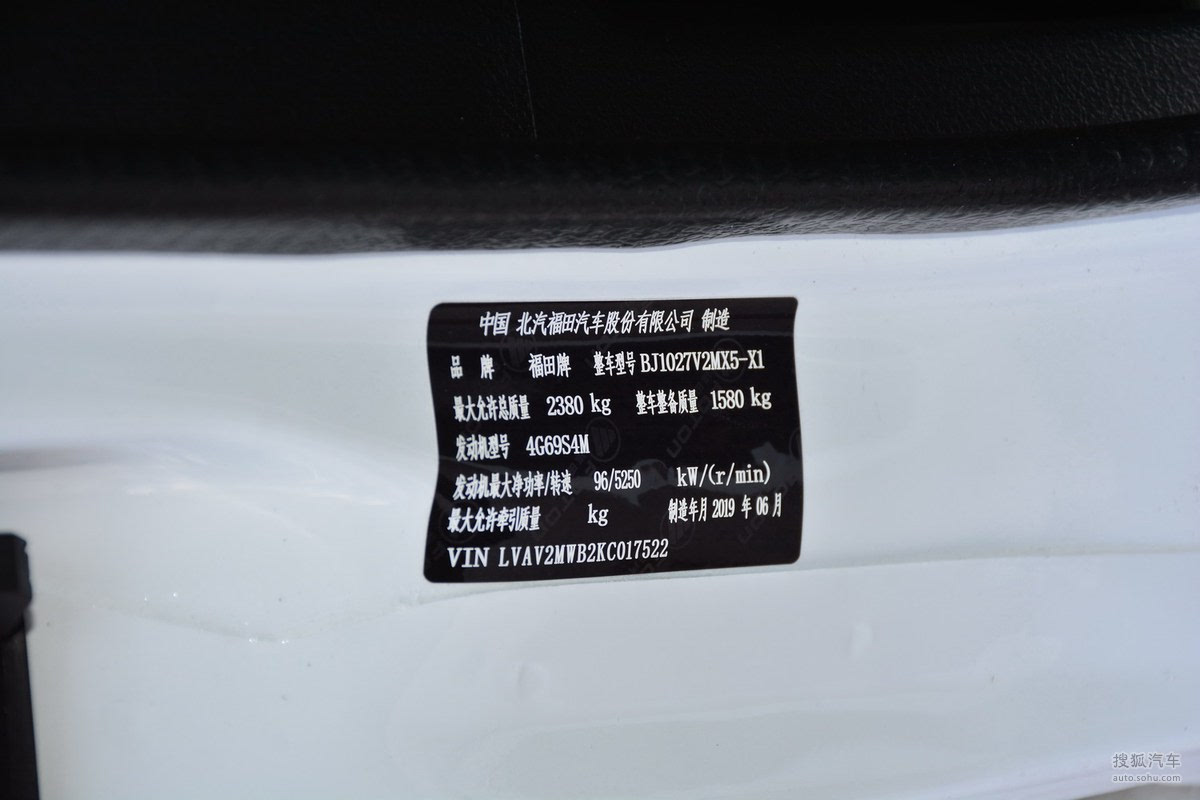 中国 北汽福田汽车股份有限公司 制造
品 牌 福田牌 整车型号 BJ1027V2MX5-X1
最大允许总质量 2380 kg 整车整备质量 1580 kg
发动机型号 4G69S4M
发动机最大净功率/转速 96/5250 kW/(r/min)
最大允许牵引质量 kg 制造年月 2019 年 06 月
VIN LVAV2MWB2KC017522
搜狐汽车
auto.sohu.com